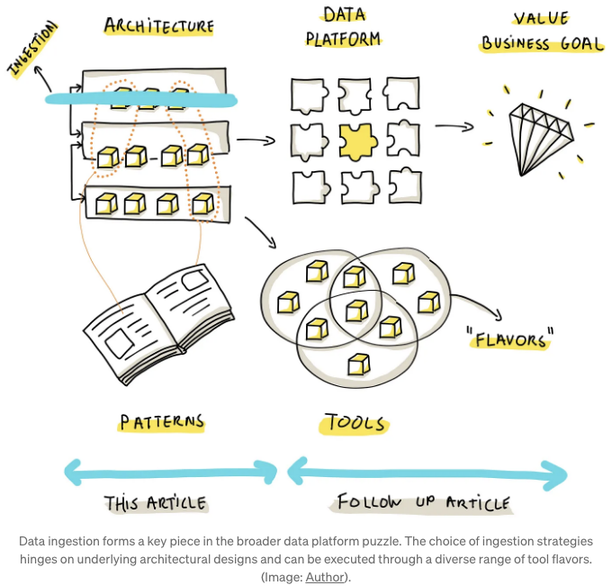 INGESTION
ARCHITECTURE
DATA
PLATFORM
VALUE
BUSINESS GOAL
"FLAVORS"
PATTERNS
TOOLS
THIS ARTICLE
FOLLOW UP ARTICLE
Data ingestion forms a key piece in the broader data platform puzzle. The choice of ingestion strategies
hinges on underlying architectural designs and can be executed through a diverse range of tool flavors.
(Image: Author).